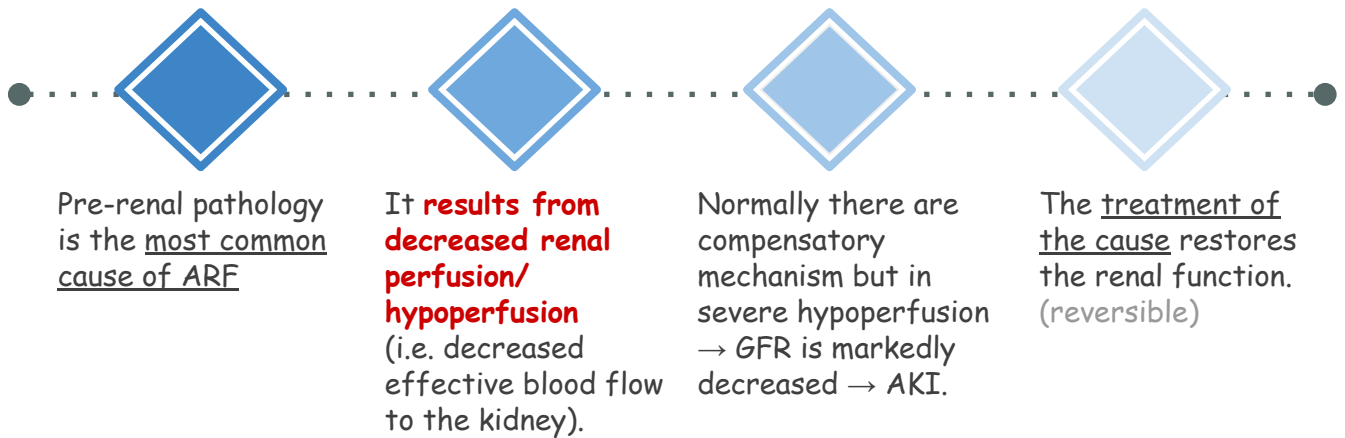 Pre-renal pathology
is the most common
cause of ARF
It results from
decreased renal
perfusion/
hypoperfusion
(i.e. decreased
effective blood flow
to the kidney).
Normally there are
compensatory
mechanism but in
severe hypoperfusion
→ GFR is markedly
decreased → AKI.
The treatment of
the cause restores
the renal function.
(reversible)